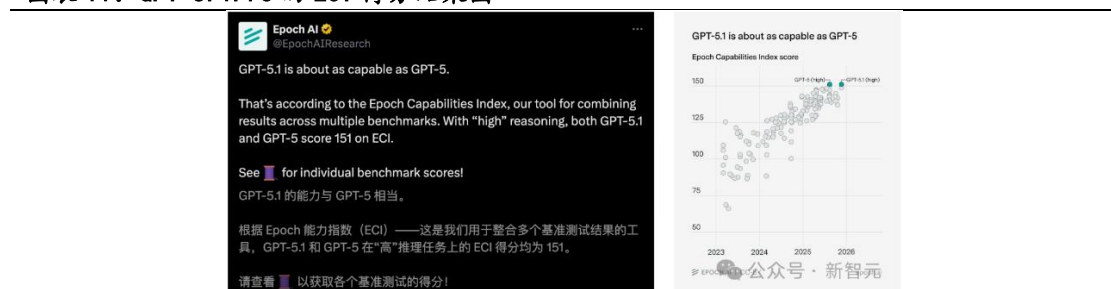 Epoch AI
@EpochAIResearch
GPT-5.1 is about as capable as GPT-5.
That's according to the Epoch Capabilities Index, our tool for combining
results across multiple benchmarks. With "high" reasoning, both GPT-5.1
and GPT-5 score 151 on ECI.
See 🧵 for individual benchmark scores!
GPT-5.1 的能力与 GPT-5 相当。
根据 Epoch 能力指数（ECI）——这是我们用于整合多个基准测试结果的工
具，GPT-5.1 和 GPT-5 在“高”推理任务上的 ECI 得分均为 151。
请查看 🧵 以获取各个基准测试的得分！
GPT-5.1 is about as capable as GPT-5
Epoch Capabilities Index score
150
GPT-5 (high)
GPT-5.1 (high)
125
100
75
50
2023 2024 2025 2026
公众号 · 新智元